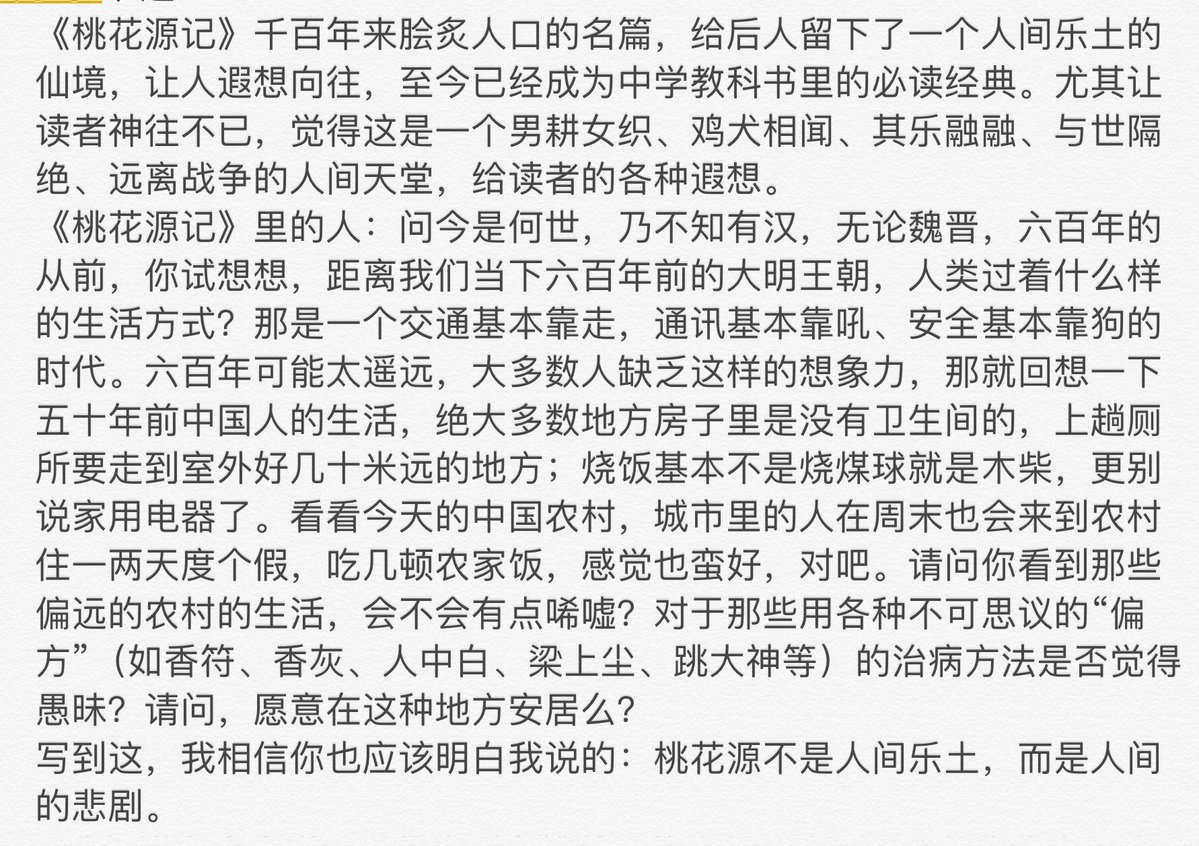 《桃花源记》千百年来脍炙人口的名篇，给后人留下了一个人间乐土的
仙境，让人遐想向往，至今已经成为中学教科书里的必读经典。尤其让
读者神往不已，觉得这是一个男耕女织、鸡犬相闻、其乐融融、与世隔
绝、远离战争的人间天堂，给读者的各种遐想。
《桃花源记》里的人：问今是何世，乃不知有汉，无论魏晋，六百年的
从前，你试想想，距离我们当下六百年前的大明王朝，人类过着什么样
的生活方式？那是一个交通基本靠走，通讯基本靠吼、安全基本靠狗的
时代。六百年可能太遥远，大多数人缺乏这样的想象力，那就回想一下
五十年前中国人的生活，绝大多数地方房子里是没有卫生间的，上趟厕
所要走到室外好几十米远的地方；烧饭基本不是烧煤球就是木柴，更别
说家用电器了。看看今天的中国农村，城市里的人在周末也会来到农村
住一两天度个假，吃几顿农家饭，感觉也蛮好，对吧。请问你看到那些
偏远的农村的生活，会不会有点唏嘘？对于那些用各种不可思议的“偏
方”（如香符、香灰、人中白、梁上尘、跳大神等）的治病方法是否觉得
愚昧？请问，愿意在这种地方安居么？
写到这，我相信你也应该明白我说的：桃花源不是人间乐土，而是人间
的悲剧。